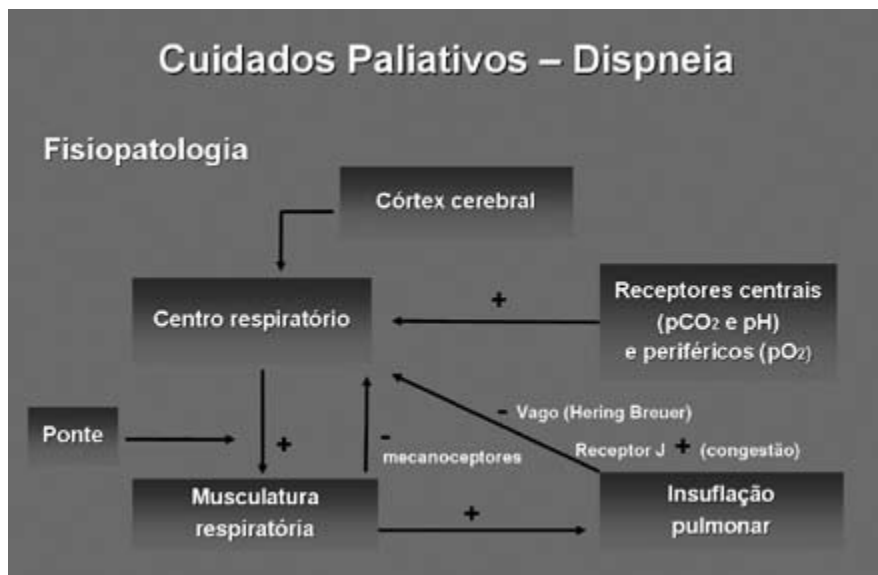 Cuidados Paliativos – Dispneia
Fisiopatologia
Córtex cerebral
Centro respiratório
+
Receptores centrais
(pCO2 e pH)
e periféricos (pO2)
Ponte
+
-
mecanoceptores
- Vago (Hering Breuer)
Receptor J + (congestão)
Musculatura
respiratória
+
Insuflação
pulmonar